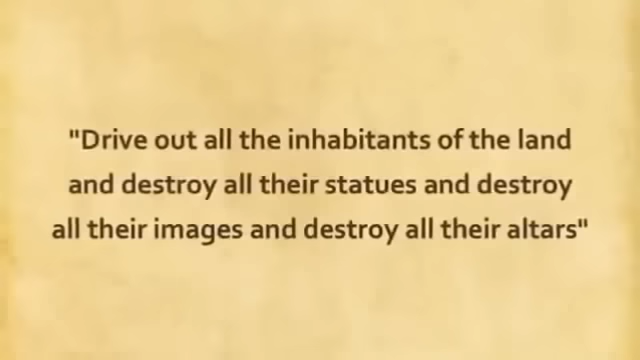 "Drive out all the inhabitants of the land
and destroy all their statues and destroy
all their images and destroy all their altars"